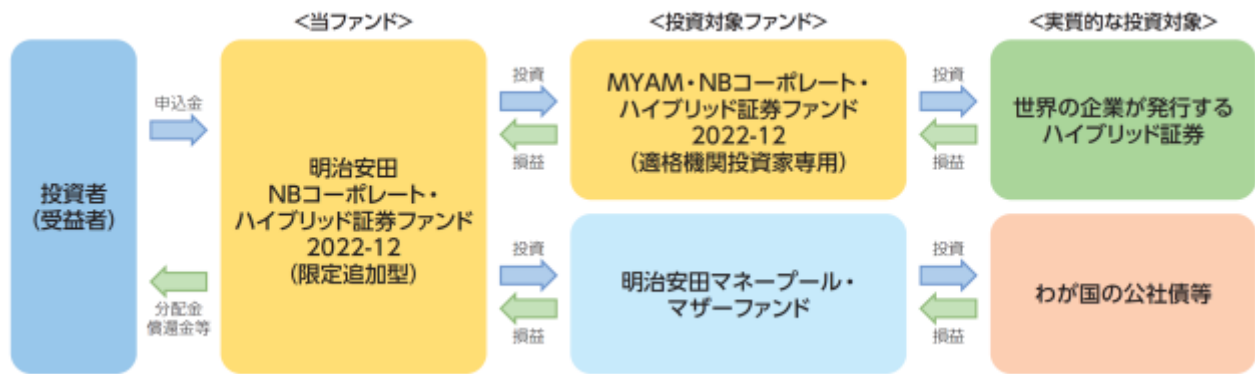 <当ファンド>
<投資対象ファンド>
<実質的な投資対象>
投資者
(受益者)
申込金
分配金
償還金等
明治安田
NBコーポレート・
ハイブリッド証券ファンド
2022-12
(限定追加型)
投資
損益
MYAM・NBコーポレート・
ハイブリッド証券ファンド
2022-12
(適格機関投資家専用)
投資
損益
世界の企業が発行する
ハイブリッド証券
投資
損益
明治安田マネープール・
マザーファンド
投資
損益
わが国の公社債等